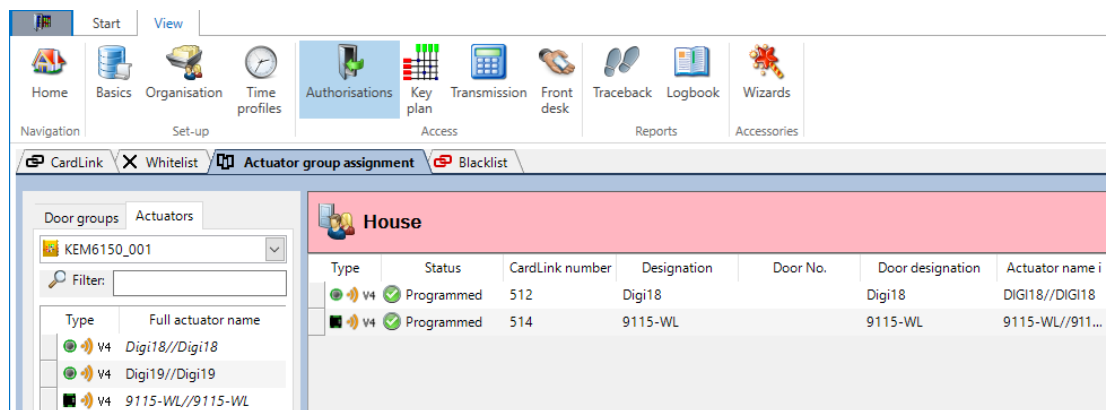 Start View
Home Basics Organisation Time profiles Authorisations Key plan Transmission Front desk Traceback Logbook Wizards
Navigation Set-up Access Reports Accessories
CardLink Whitelist Actuator group assignment Blacklist
Door groups Actuators
House
KEM6150_001
Filter:
Type Status CardLink number Designation Door No. Door designation Actuator name i
V4 Programmed 512 Digi18 Digi18 DIGI18//DIGI18
V4 Programmed 514 9115-WL 9115-WL 9115-WL//911...
Type Full actuator name
V4 Digi18//Digi18
V4 Digi19//Digi19
V4 9115-WL//9115-WL